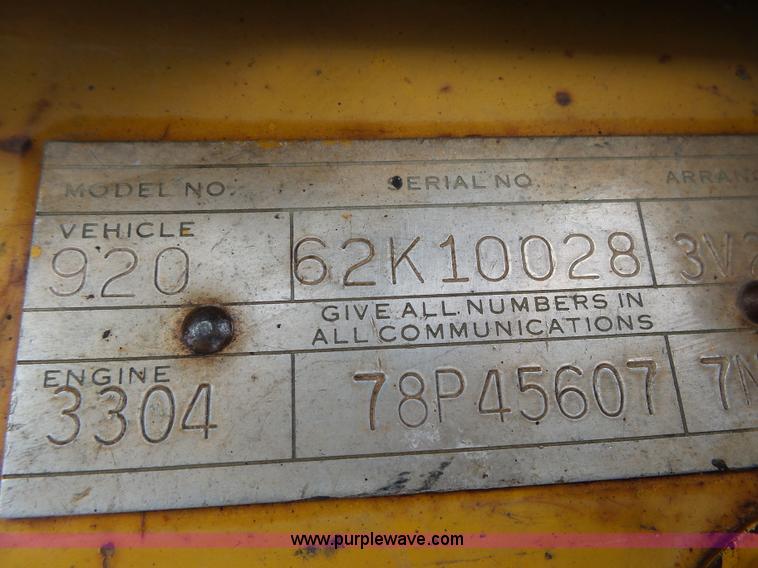 MODEL NO. SERIAL NO.
VEHICLE
920 62K10028
GIVE ALL NUMBERS IN
ALL COMMUNICATIONS
ENGINE
3304 78P45607
www.purplewave.com